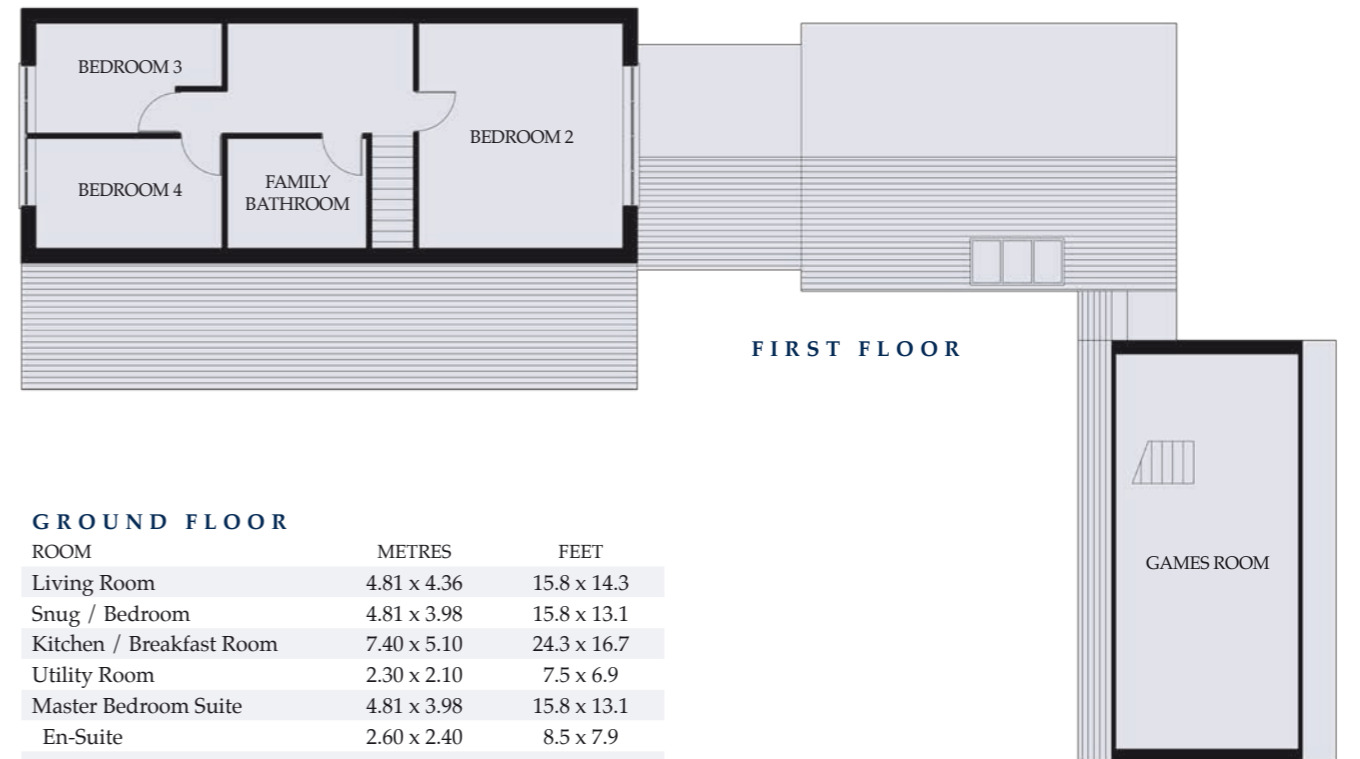 BEDROOM 3
BEDROOM 2
BEDROOM 4
FAMILY
BATHROOM
FIRST FLOOR
GAMES ROOM
GROUND FLOOR
ROOM METRES FEET
Living Room 4.81 x 4.36 15.8 x 14.3
Snug / Bedroom 4.81 x 3.98 15.8 x 13.1
Kitchen / Breakfast Room 7.40 x 5.10 24.3 x 16.7
Utility Room 2.30 x 2.10 7.5 x 6.9
Master Bedroom Suite 4.81 x 3.98 15.8 x 13.1
En-Suite 2.60 x 2.40 8.5 x 7.9